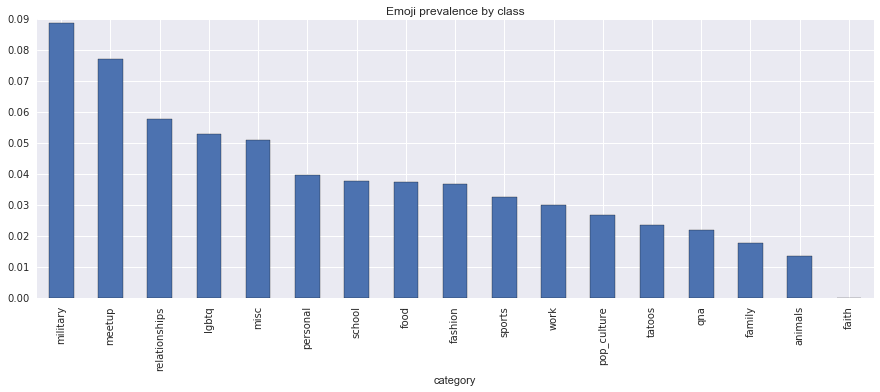 Emoji prevalence by class
0.09
0.08
0.07
0.06
0.05
0.04
0.03
0.02
0.01
0.00
military
meetup
relationships
lgbtq
misc
personal
school
food
fashion
sports
work
pop_culture
tatoos
qna
family
animals
faith
category